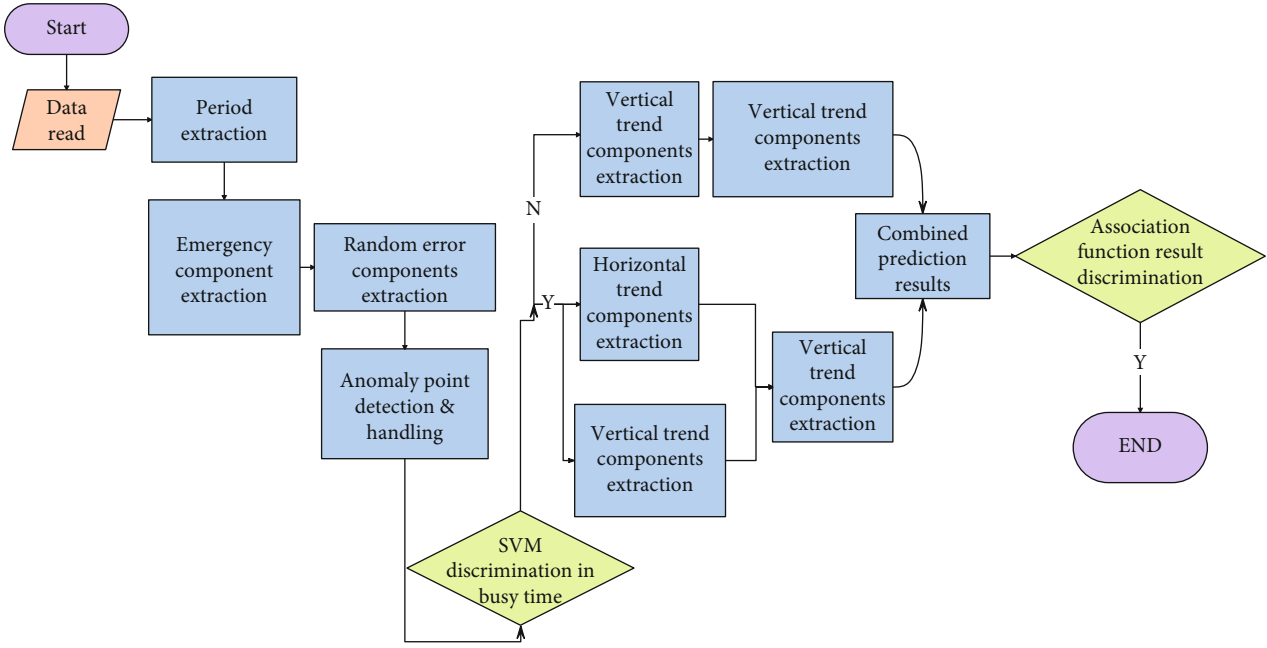 Start
Data
read
Period
extraction
Emergency
component
extraction
Random error
components
extraction
Anomaly point
detection &
handling
SVM
discrimination in
busy time
N
Y
Vertical
trend
components
extraction
Vertical trend
components
extraction
Horizontal
trend
components
extraction
Vertical trend
components
extraction
Vertical
trend
components
extraction
Combined
prediction
results
Association
function result
discrimination
Y
END